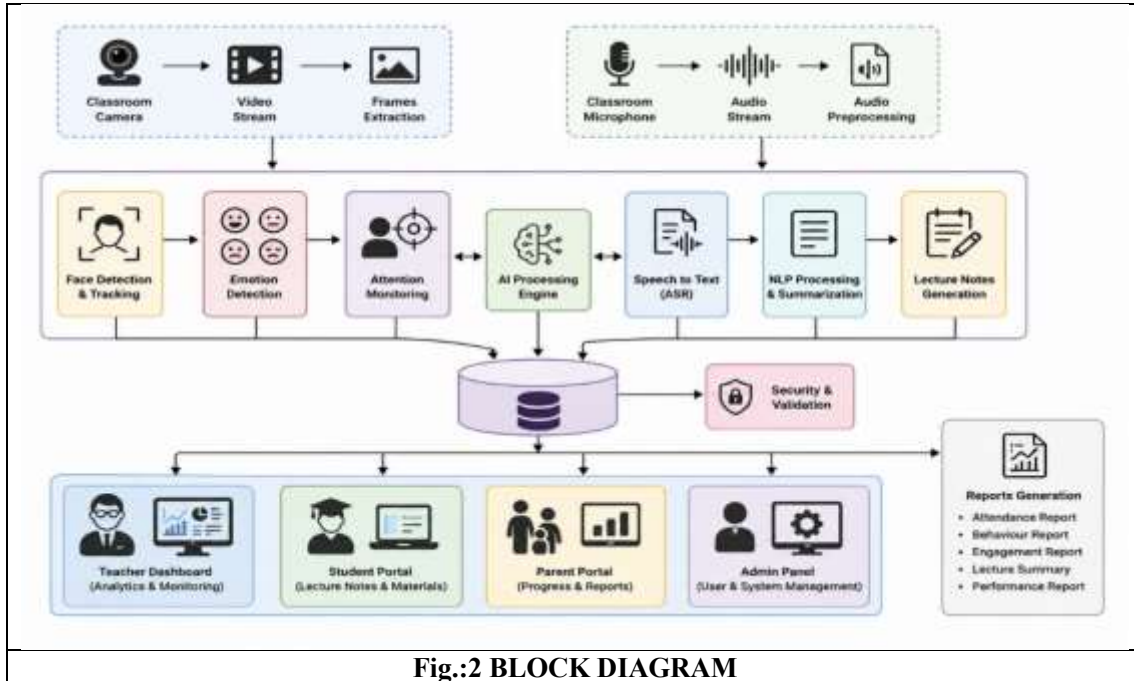 Classroom
Camera
Video
Stream
Frames
Extraction
Classroom
Microphone
Audio
Stream
Audio
Preprocessing
Face Detection
& Tracking
Emotion
Detection
Attention
Monitoring
AI Processing
Engine
Speech to Text
(ASR)
NLP Processing
& Summarization
Lecture Notes
Generation
Security &
Validation
Teacher Dashboard
(Analytics & Monitoring)
Student Portal
(Lecture Notes & Materials)
Parent Portal
(Progress & Reports)
Admin Panel
(User & System Management)
Reports Generation
• Attendance Report
• Behaviour Report
• Engagement Report
• Lecture Summary
• Performance Report
Fig.:2 BLOCK DIAGRAM